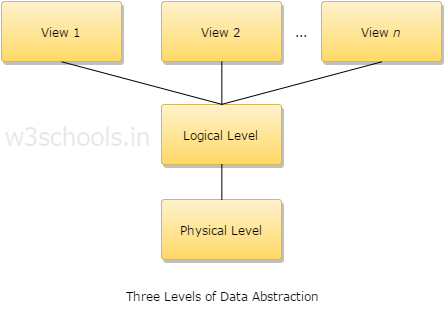 View 1
View 2
...
View n
w3schools.in
Logical Level
Physical Level
Three Levels of Data Abstraction